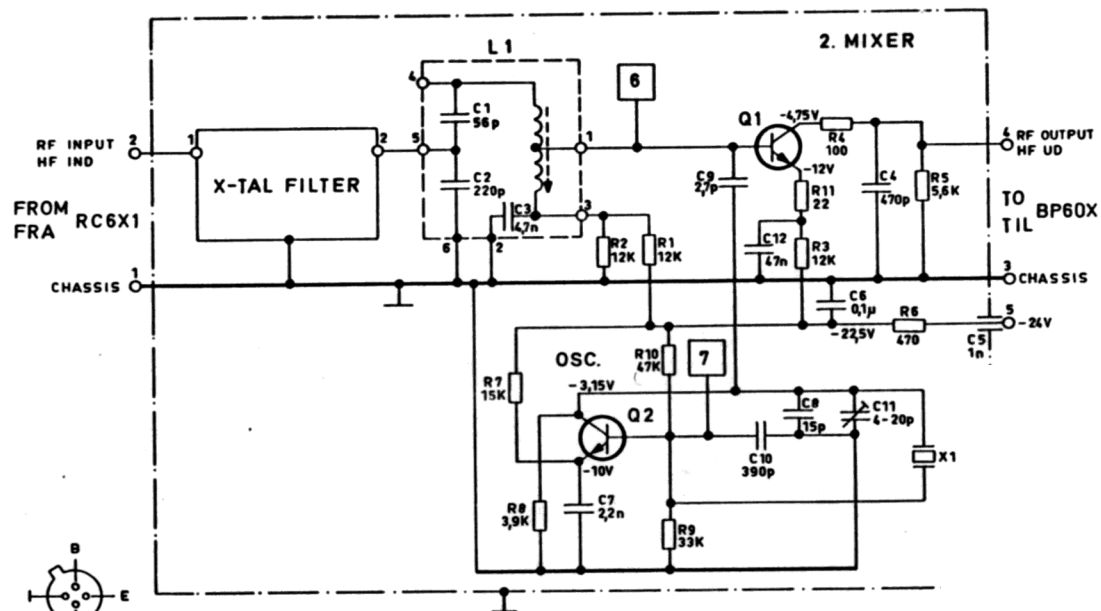 2. MIXER
L1
4
6
Q1
-4,75V
C1
56p
R4
100
RF INPUT
HF IND
2
1
2
5
1
4
RF OUTPUT
HF UD
X-TAL FILTER
C2
220p
C9
2,7p
-12V
R11
22
C4
470p
R5
5,6K
FROM
FRA
RC6X1
C3
4,7n
3
TO
TIL
BP60X
6
2
R2
12K
R1
12K
C12
47n
R3
12K
CHASSIS
1
3
CHASSIS
C6
0,1µ
-22,5V
R6
470
5
-24V
C5
1n
OSC.
R10
47K
7
R7
15K
-3,15V
Q2
C8
15p
C11
4-20p
-10V
C10
390p
X1
R8
3,9K
C7
2,2n
R9
33K
B
E